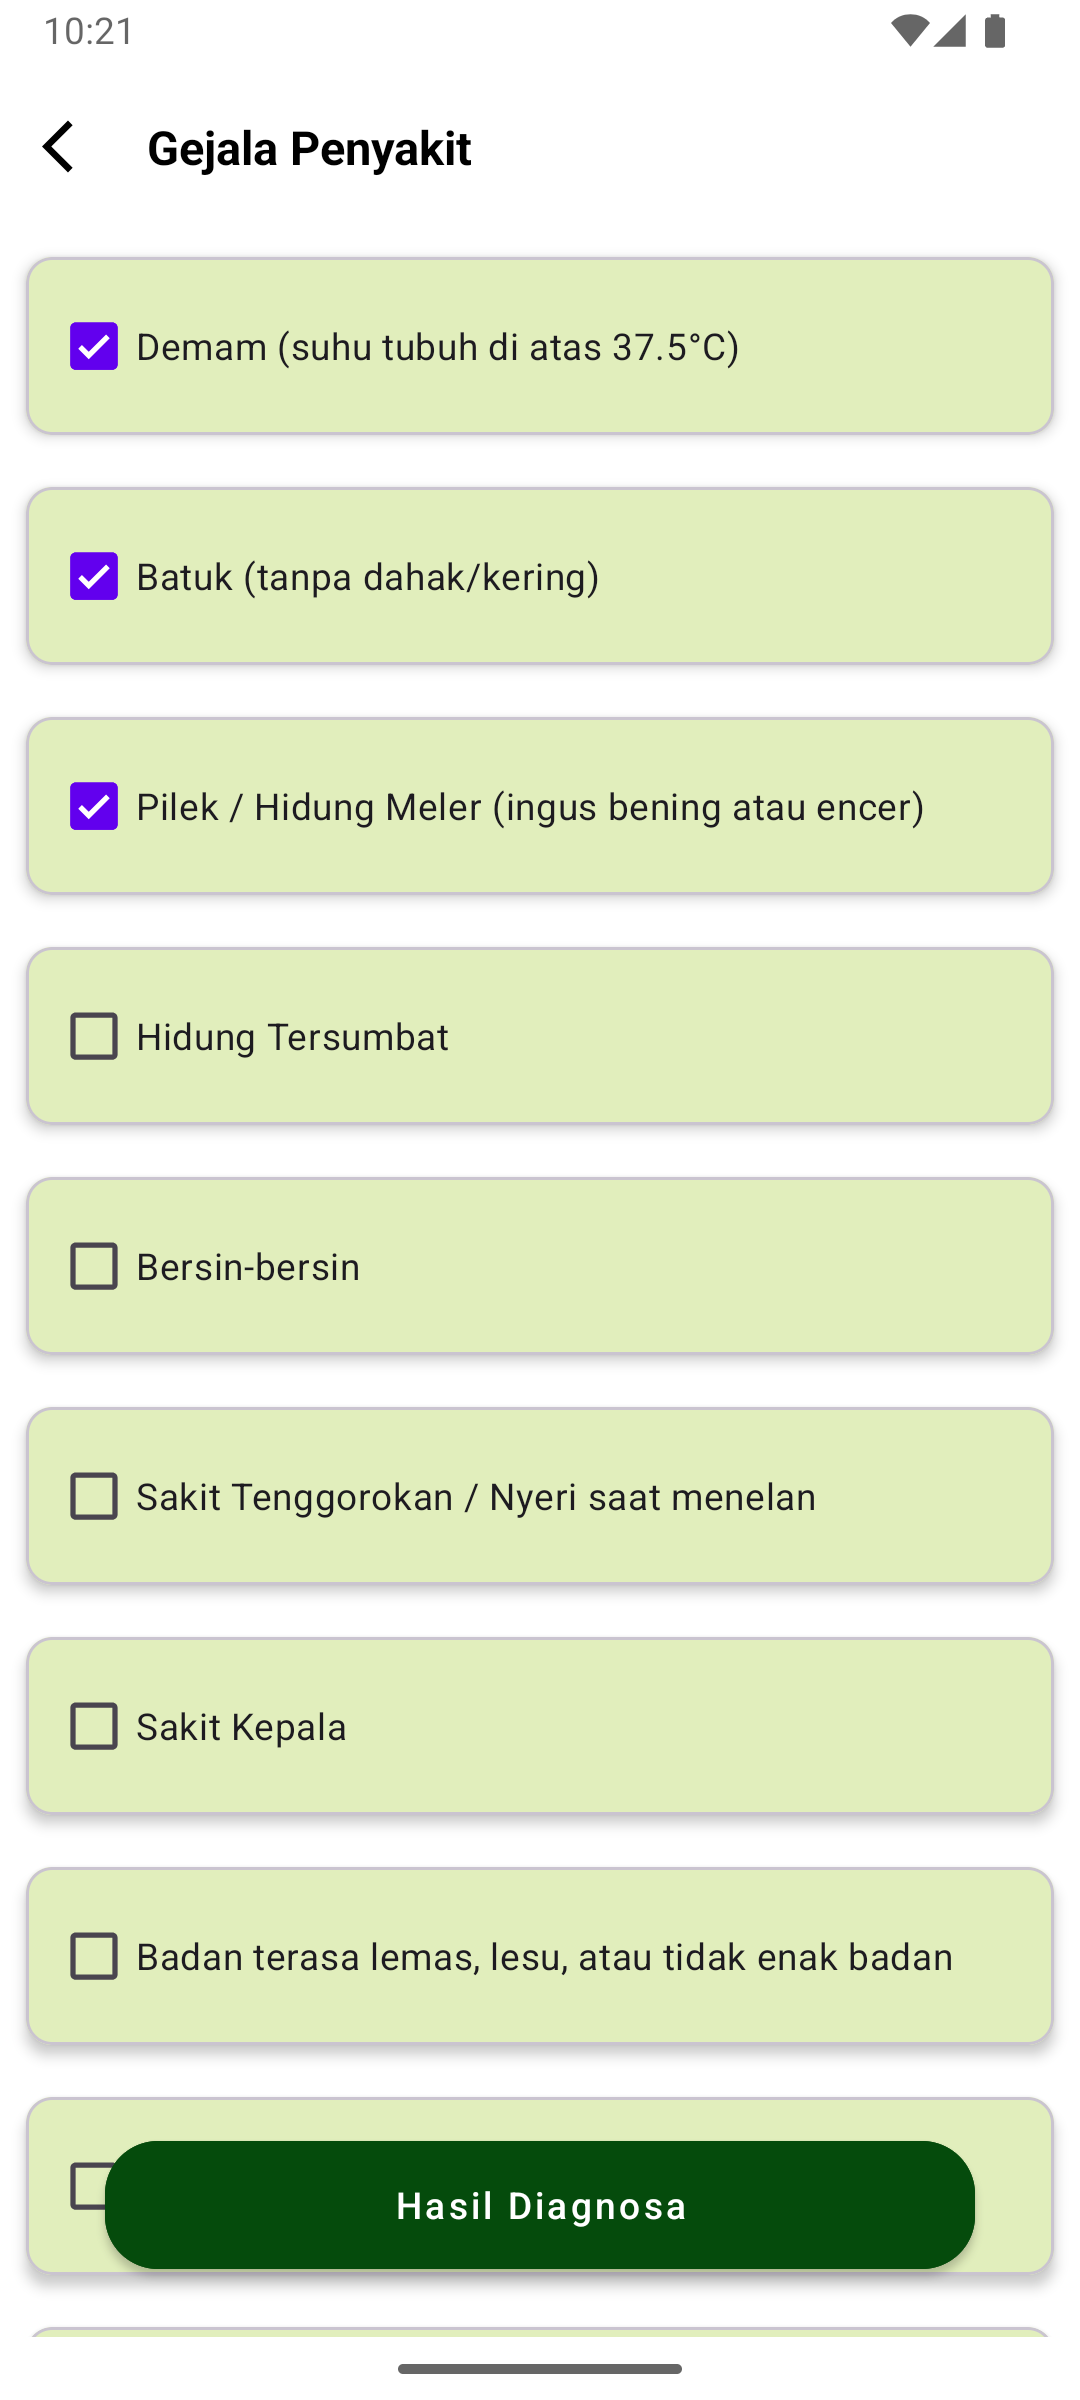 10:21
Gejala Penyakit
Demam (suhu tubuh di atas 37.5°C)
Batuk (tanpa dahak/kering)
Pilek / Hidung Meler (ingus bening atau encer)
Hidung Tersumbat
Bersin-bersin
Sakit Tenggorokan / Nyeri saat menelan
Sakit Kepala
Badan terasa lemas, lesu, atau tidak enak badan
Hasil Diagnosa